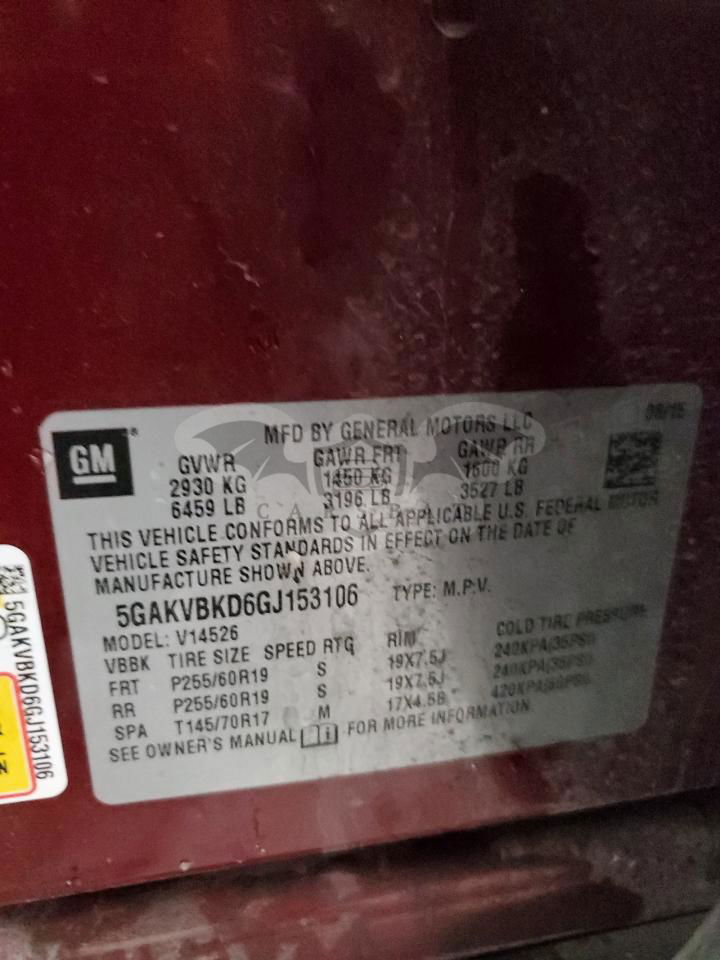 GM
MFD BY GENERAL MOTORS LLC
08/15
GVWR GAWR FRT GAWR RR
2930 KG 1450 KG 1600 KG
6459 LB 3196 LB 3527 LB
THIS VEHICLE CONFORMS TO ALL APPLICABLE U.S. FEDERAL MOTOR
VEHICLE SAFETY STANDARDS IN EFFECT ON THE DATE OF
MANUFACTURE SHOWN ABOVE.
5GAKVBKD6GJ153106 TYPE: M.P.V.
MODEL: V14526
VBBK TIRE SIZE SPEED RTG RIM COLD TIRE PRESSURE
FRT P255/60R19 S 19X7.5J 240KPA(35PSI)
RR P255/60R19 S 19X7.5J 240KPA(35PSI)
SPA T145/70R17 M 17X4.5B 420KPA(60PSI)
SEE OWNER'S MANUAL FOR MORE INFORMATION
5GAKVBKD6GJ153106